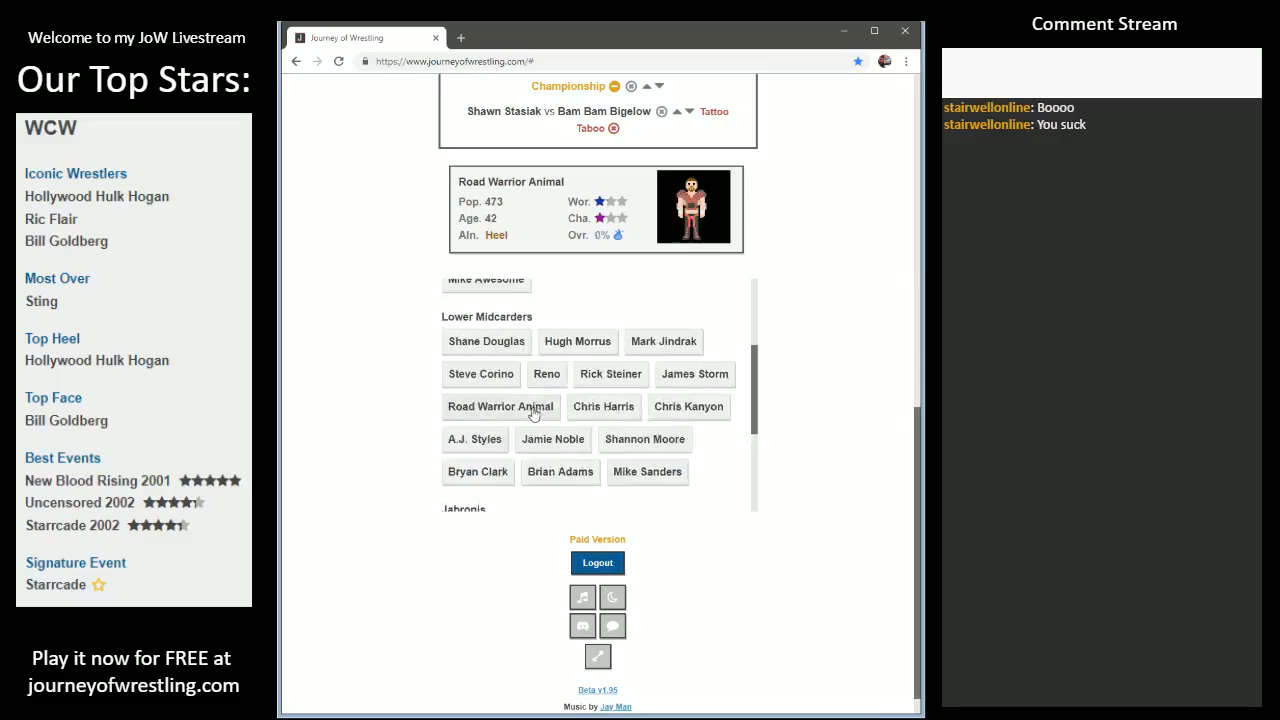 Welcome to my JoW Livestream
Our Top Stars:
WCW
Iconic Wrestlers
Hollywood Hulk Hogan
Ric Flair
Bill Goldberg
Most Over
Sting
Top Heel
Hollywood Hulk Hogan
Top Face
Bill Goldberg
Best Events
New Blood Rising 2001
Uncensored 2002
Starrcade 2002
Signature Event
Starrcade
Play it now for FREE at
journeyofwrestling.com
Journey of Wrestling
https://www.journeyofwrestling.com/#
Championship
Shawn Stasiak vs Bam Bam Bigelow Tattoo
Taboo
Road Warrior Animal
Pop. 473 Wor.
Age. 42 Cha.
Aln. Heel Ovr. 0%
Mike Awesome
Lower Midcarders
Shane Douglas Hugh Morrus Mark Jindrak
Steve Corino Reno Rick Steiner James Storm
Road Warrior Animal Chris Harris Chris Kanyon
A.J. Styles Jamie Noble Shannon Moore
Bryan Clark Brian Adams Mike Sanders
Jabronis
Paid Version
Logout
Beta v1.95
Music by Jay Man
Comment Stream
stairwellonline: Boooo
stairwellonline: You suck